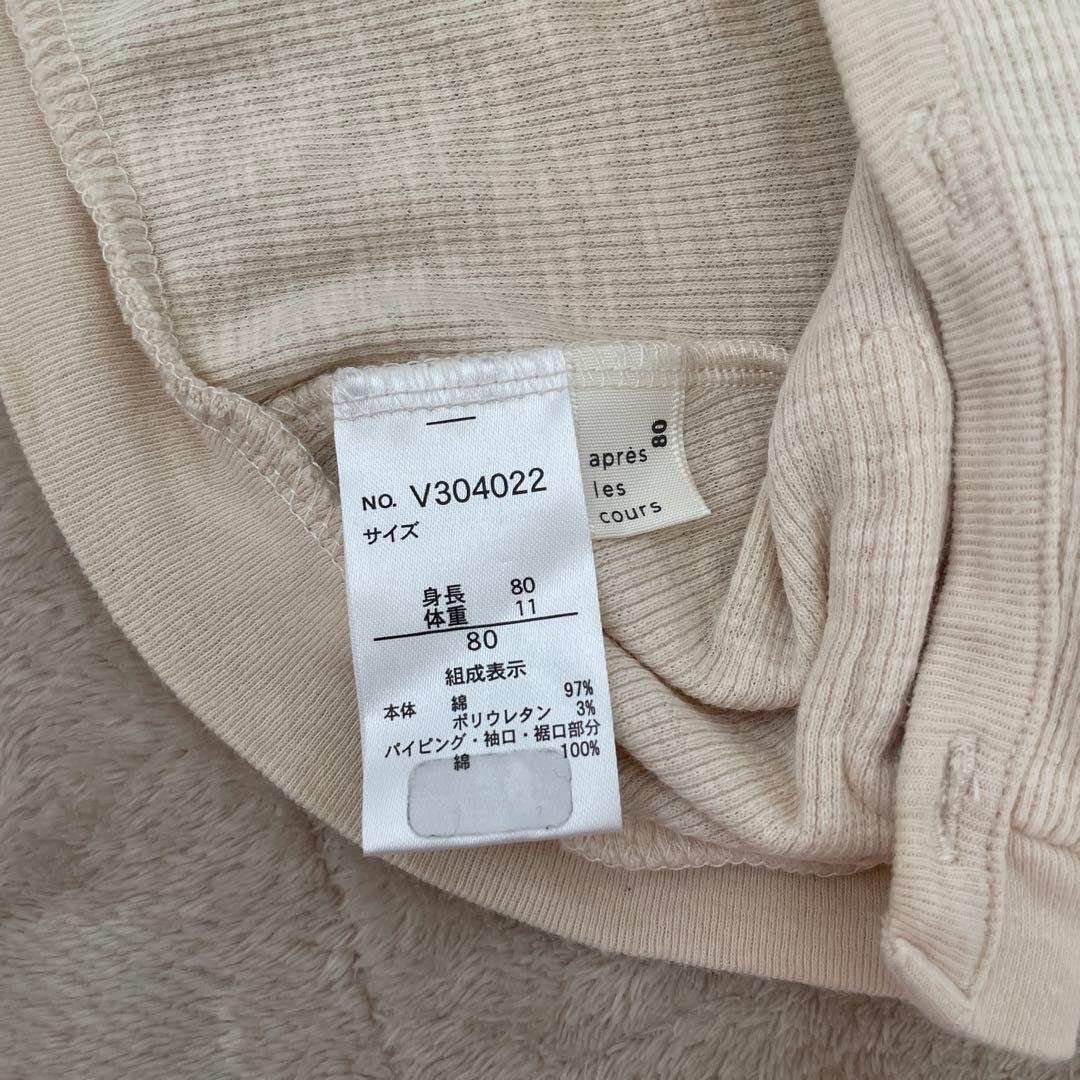 NO. V304022
サイズ
身長 80
体重 11
80
組成表示
本体 綿 97%
ポリウレタン 3%
パイピング・袖口・裾口部分
綿 100%
après
les
cours
80